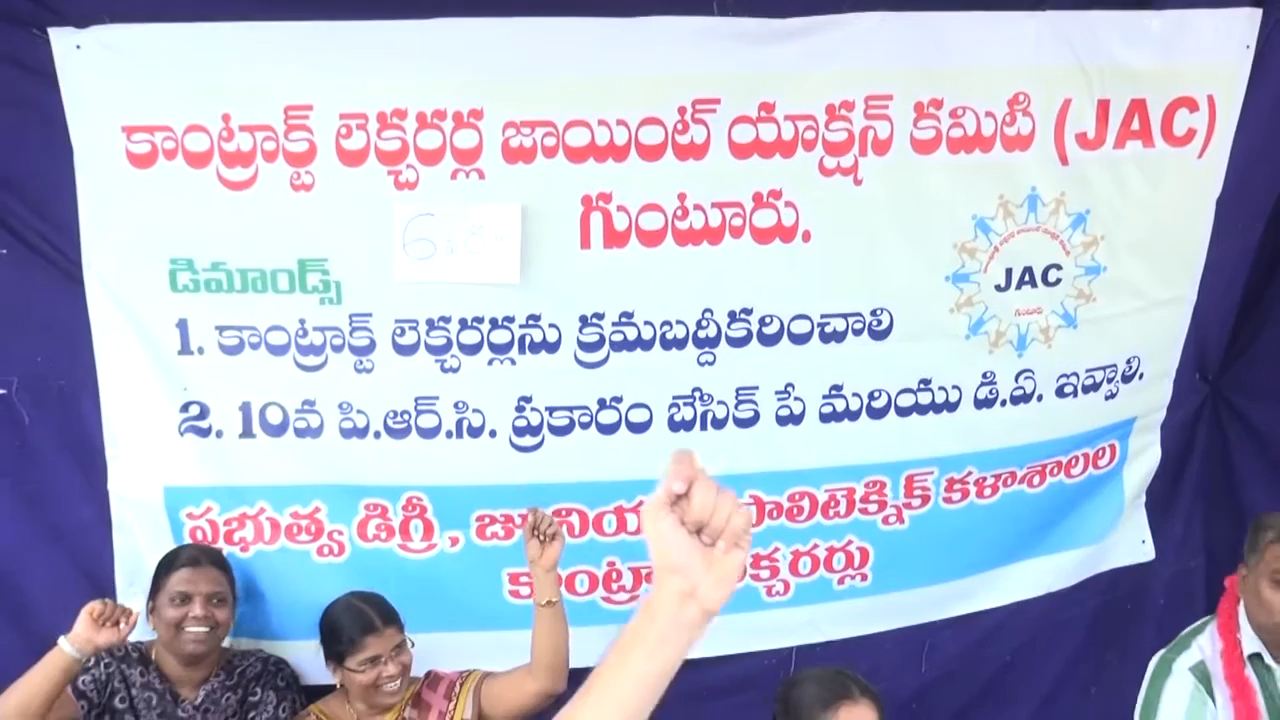 కాంట్రాక్ట్ లెక్చరర్ల జాయింట్ యాక్షన్ కమిటి (JAC)
గుంటూరు.
డిమాండ్స్
1. కాంట్రాక్ట్ లెక్చరర్లను క్రమబద్దీకరించాలి
2. 10వ పి.ఆర్.సి. ప్రకారం బేసిక్ పే మరియు డి.ఏ. ఇవ్వాలి.
JAC
గుంటూరు
ప్రభుత్వ డిగ్రీ, కళాశాలల